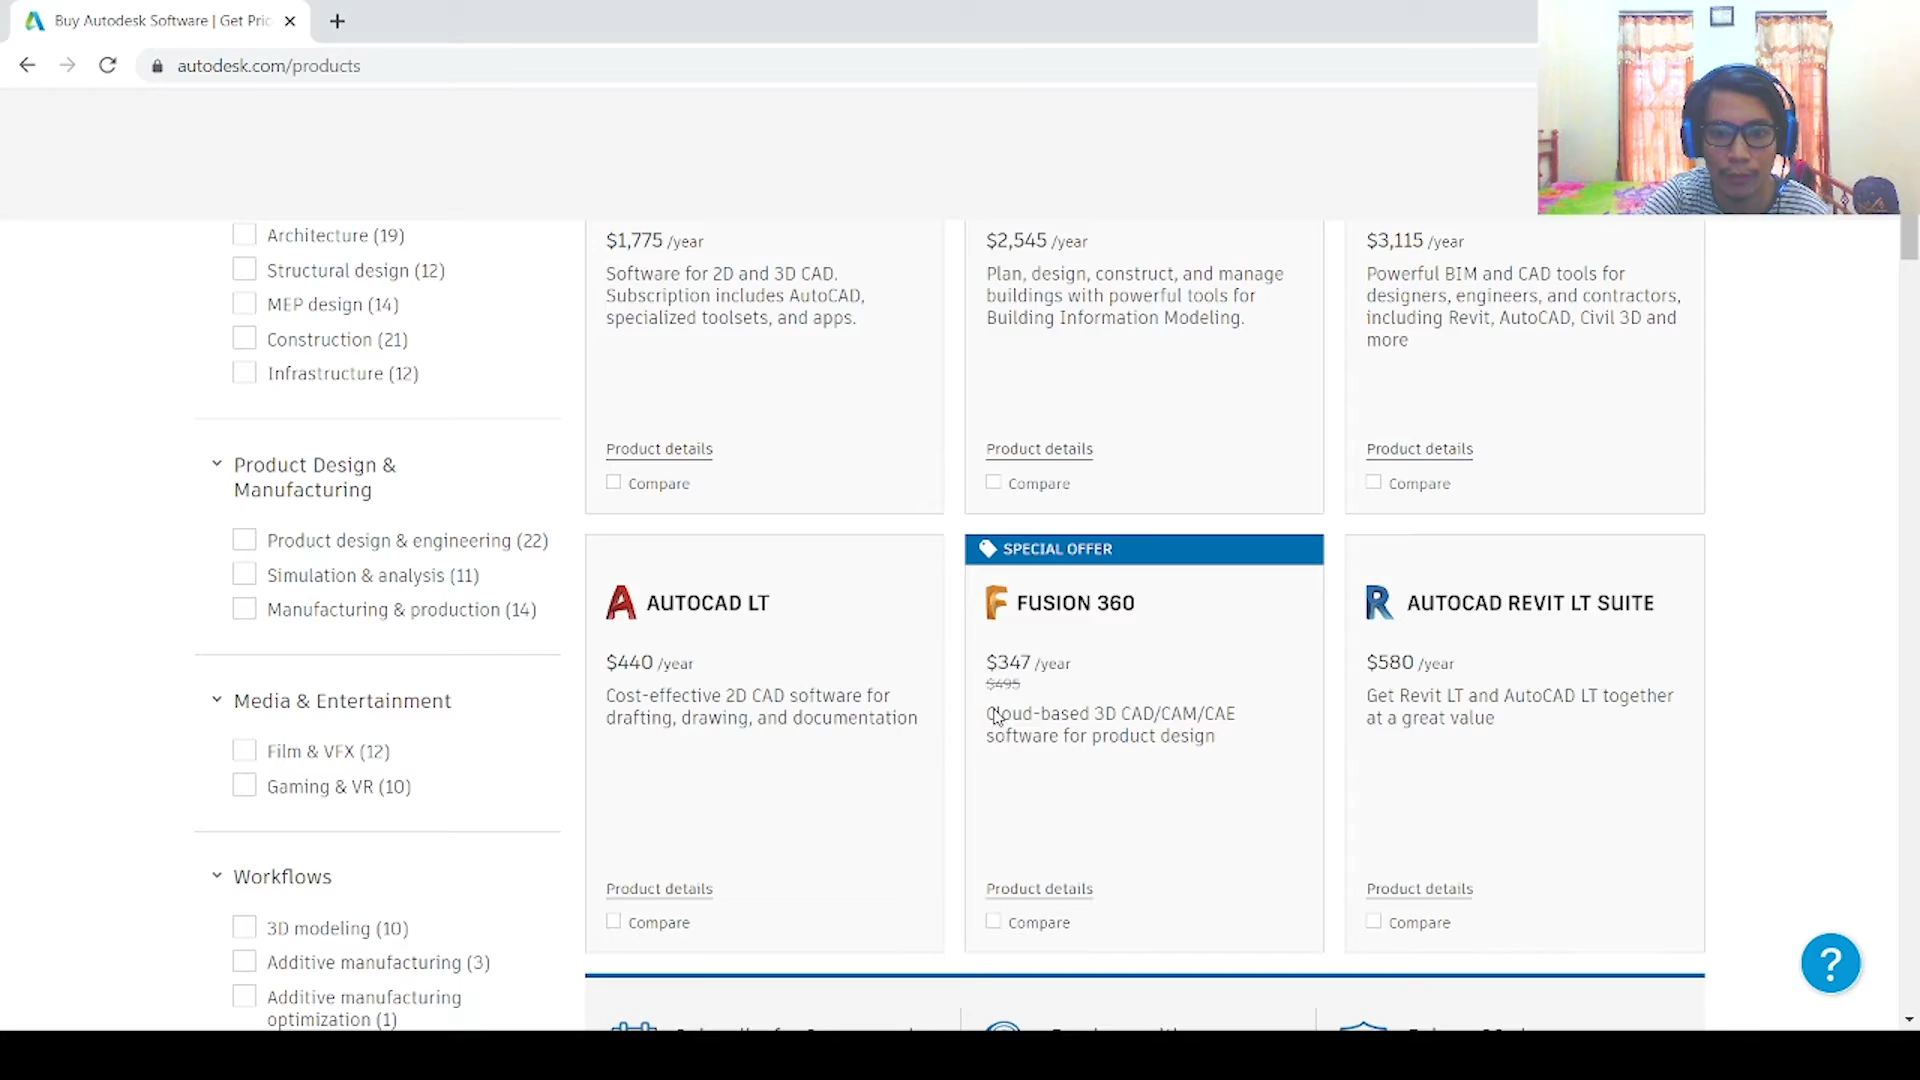 Buy Autodesk Software | Get Pric
autodesk.com/products
Architecture (19)
Structural design (12)
MEP design (14)
Construction (21)
Infrastructure (12)
Product Design &
Manufacturing
Product design & engineering (22)
Simulation & analysis (11)
Manufacturing & production (14)
Media & Entertainment
Film & VFX (12)
Gaming & VR (10)
Workflows
3D modeling (10)
Additive manufacturing (3)
Additive manufacturing
optimization (1)
$1,775 /year
Software for 2D and 3D CAD.
Subscription includes AutoCAD,
specialized toolsets, and apps.
Product details
Compare
$2,545 /year
Plan, design, construct, and manage
buildings with powerful tools for
Building Information Modeling.
Product details
Compare
$3,115 /year
Powerful BIM and CAD tools for
designers, engineers, and contractors,
including Revit, AutoCAD, Civil 3D and
more
Product details
Compare
AUTOCAD LT
$440 /year
Cost-effective 2D CAD software for
drafting, drawing, and documentation
Product details
Compare
SPECIAL OFFER
FUSION 360
$347 /year
$495
Cloud-based 3D CAD/CAM/CAE
software for product design
Product details
Compare
AUTOCAD REVIT LT SUITE
$580 /year
Get Revit LT and AutoCAD LT together
at a great value
Product details
Compare
?